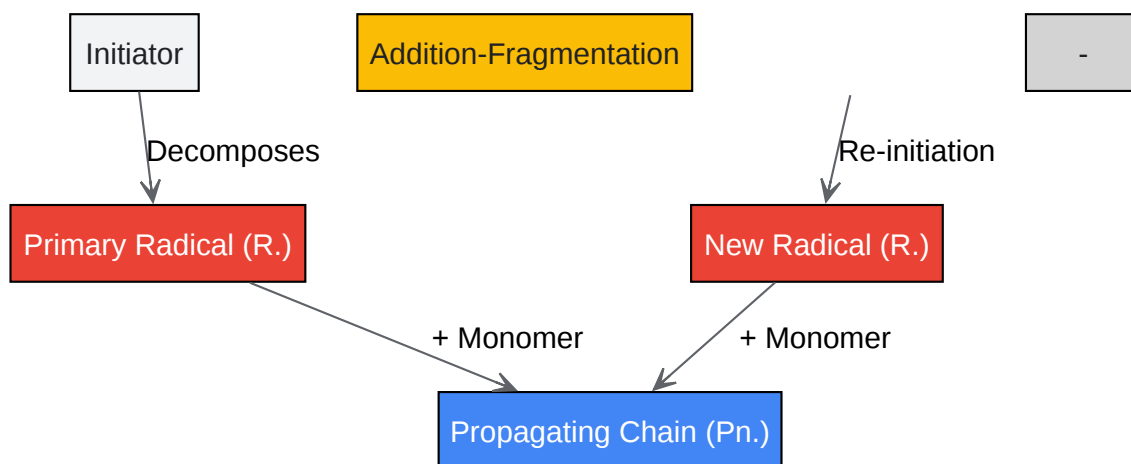 Initiator
Addition-Fragmentation
-
Decomposes
Re-initiation
Primary Radical (R.)
New Radical (R.)
+ Monomer
+ Monomer
Propagating Chain (Pn.)